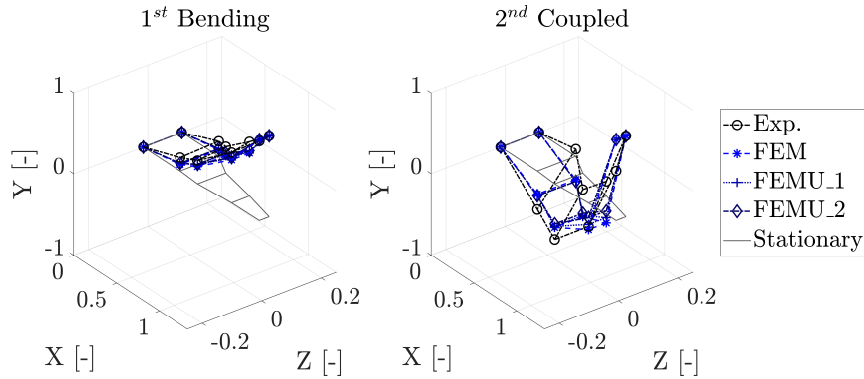 1st Bending
2nd Coupled
1
0
-1
Y [-]
0
0.5
1
X [-]
-0.2
0
0.2
Z [-]
1
0
-1
Y [-]
0
0.5
1
X [-]
-0.2
0
0.2
Z [-]
Exp.
FEM
FEMU_1
FEMU_2
Stationary